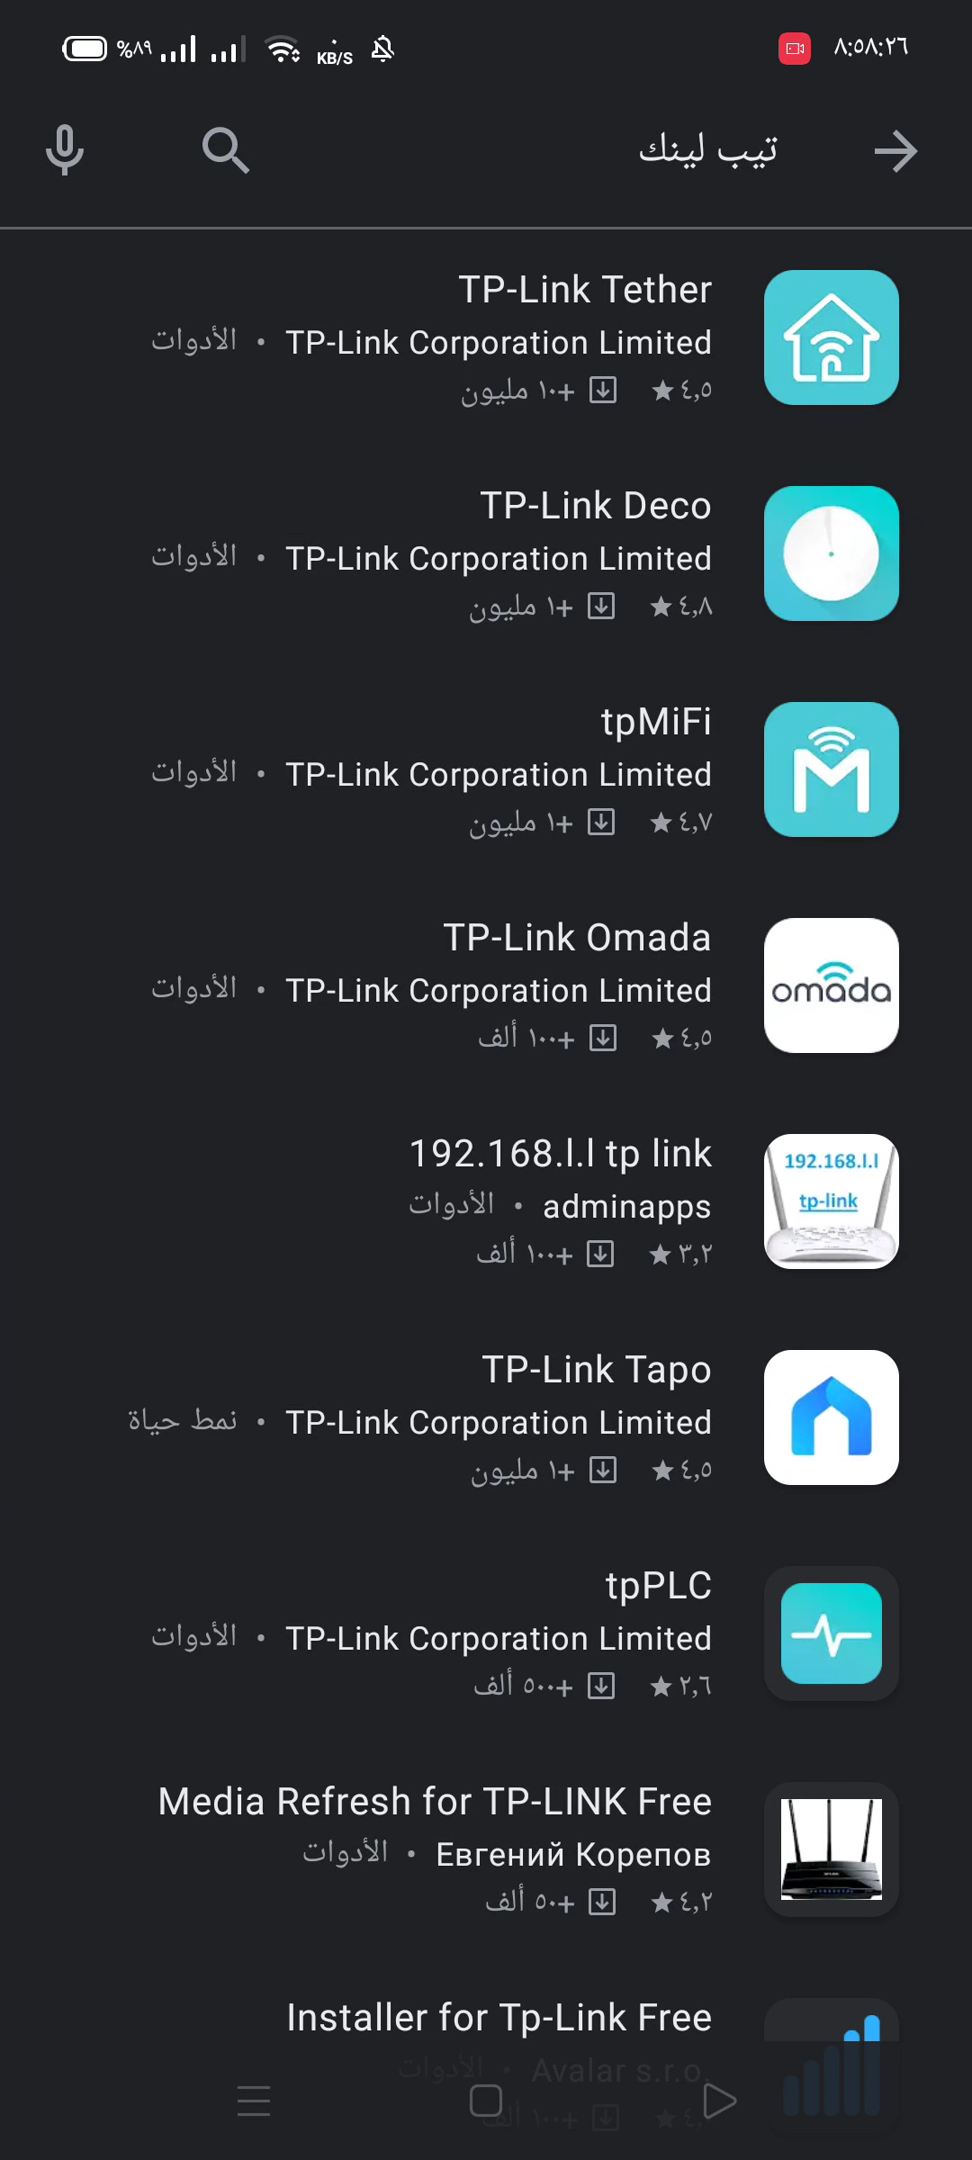 ٨:٥٨:٢٦
KB/S
%٨٩
تيب لينك
TP-Link Tether
TP-Link Corporation Limited • الأدوات
٤٫٥ ★ +١٠ مليون
TP-Link Deco
TP-Link Corporation Limited • الأدوات
٤٫٨ ★ +١ مليون
tpMiFi
TP-Link Corporation Limited • الأدوات
٤٫٧ ★ +١ مليون
omada
TP-Link Omada
TP-Link Corporation Limited • الأدوات
٤٫٥ ★ +١٠٠ ألف
192.168.l.l
tp-link
192.168.l.l tp link
adminapps • الأدوات
٣٫٢ ★ +١٠٠ ألف
TP-Link Tapo
TP-Link Corporation Limited • نمط حياة
٤٫٥ ★ +١ مليون
tpPLC
TP-Link Corporation Limited • الأدوات
٢٫٦ ★ +٥٠٠ ألف
Media Refresh for TP-LINK Free
Евгений Корепов • الأدوات
٤٫٢ ★ +٥٠ ألف
Installer for Tp-Link Free
Avalar s.r.o. • الأدوات
+١٠٠ ألف